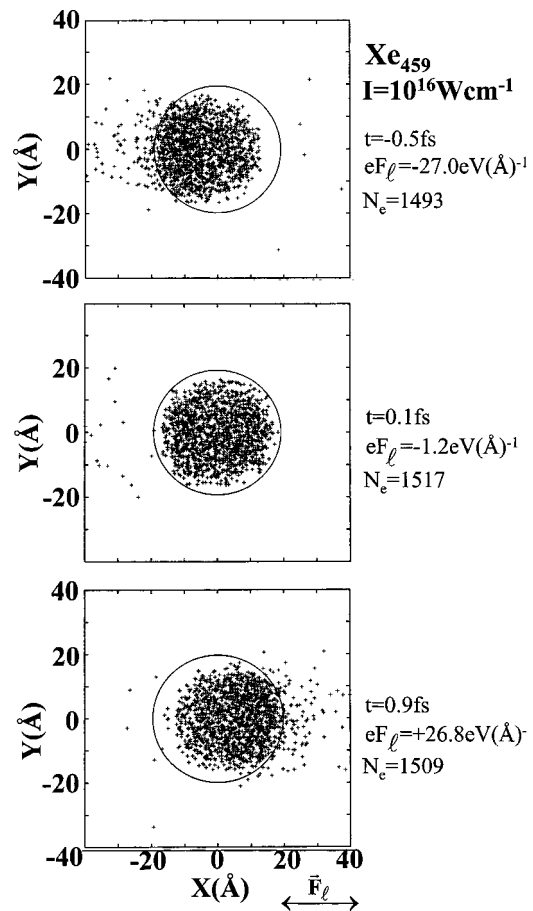 40
20
0
-20
-40
Y(Å)
Xe₄₅₉
I=10¹⁶Wcm⁻¹
t=-0.5fs
eFℓ=-27.0eV(Å)⁻¹
Nₑ=1493
20
0
-20
Y(Å)
t=0.1fs
eFℓ=-1.2eV(Å)⁻¹
Nₑ=1517
40
20
0
-20
-40
Y(Å)
t=0.9fs
eFℓ=+26.8eV(Å)⁻
Nₑ=1509
-20 0 20 40
X(Å)
F⃗ℓ